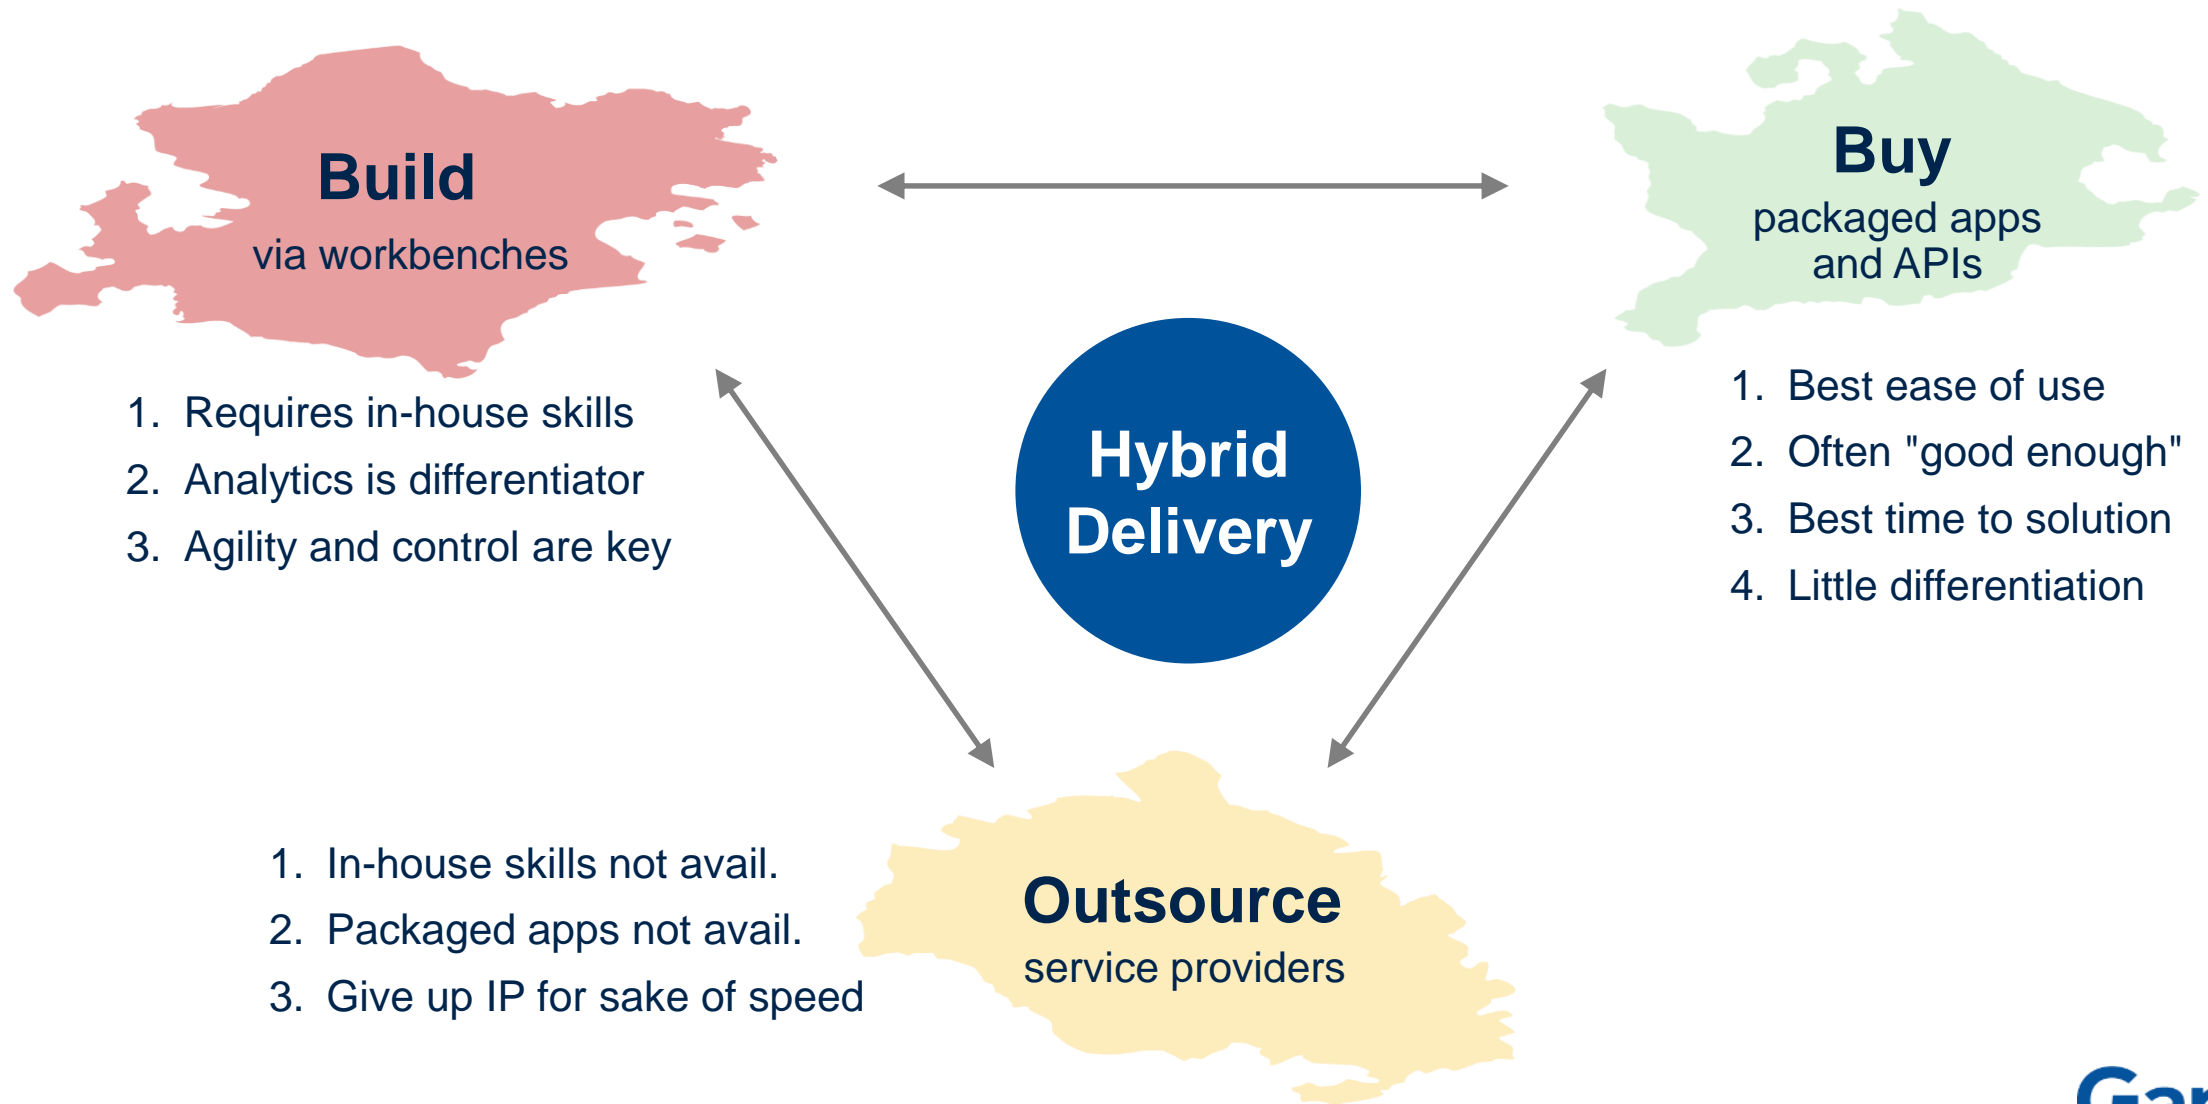 Build
via workbenches
1. Requires in-house skills
2. Analytics is differentiator
3. Agility and control are key
Buy
packaged apps
and APIs
1. Best ease of use
2. Often "good enough"
3. Best time to solution
4. Little differentiation
Hybrid
Delivery
1. In-house skills not avail.
2. Packaged apps not avail.
3. Give up IP for sake of speed
Outsource
service providers